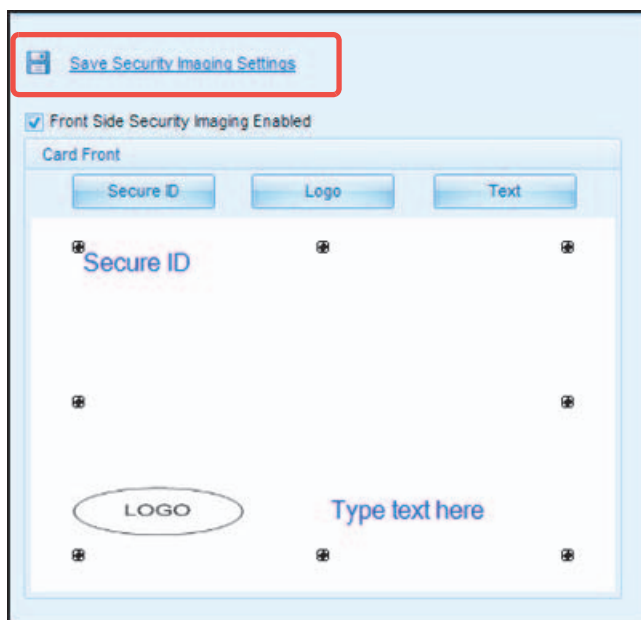 Save Security Imaging Settings
Front Side Security Imaging Enabled
Card Front
Secure ID Logo Text
Secure ID
LOGO Type text here